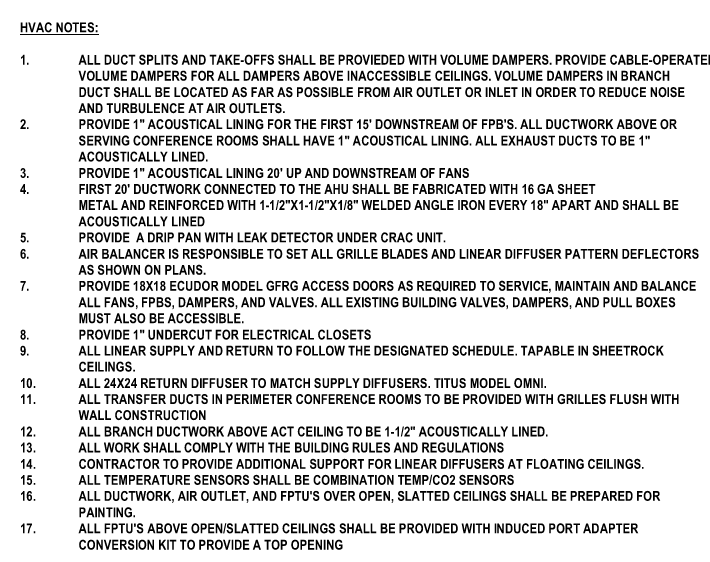 HVAC NOTES:
1. ALL DUCT SPLITS AND TAKE-OFFS SHALL BE PROVIEDED WITH VOLUME DAMPERS. PROVIDE CABLE-OPERATE
VOLUME DAMPERS FOR ALL DAMPERS ABOVE INACCESSIBLE CEILINGS. VOLUME DAMPERS IN BRANCH
DUCT SHALL BE LOCATED AS FAR AS POSSIBLE FROM AIR OUTLET OR INLET IN ORDER TO REDUCE NOISE
AND TURBULENCE AT AIR OUTLETS.
2. PROVIDE 1" ACOUSTICAL LINING FOR THE FIRST 15' DOWNSTREAM OF FPB'S. ALL DUCTWORK ABOVE OR
SERVING CONFERENCE ROOMS SHALL HAVE 1" ACOUSTICAL LINING. ALL EXHAUST DUCTS TO BE 1"
ACOUSTICALLY LINED.
3. PROVIDE 1" ACOUSTICAL LINING 20' UP AND DOWNSTREAM OF FANS
4. FIRST 20' DUCTWORK CONNECTED TO THE AHU SHALL BE FABRICATED WITH 16 GA SHEET
METAL AND REINFORCED WITH 1-1/2"X1-1/2"X1/8" WELDED ANGLE IRON EVERY 18" APART AND SHALL BE
ACOUSTICALLY LINED
5. PROVIDE A DRIP PAN WITH LEAK DETECTOR UNDER CRAC UNIT.
6. AIR BALANCER IS RESPONSIBLE TO SET ALL GRILLE BLADES AND LINEAR DIFFUSER PATTERN DEFLECTORS
AS SHOWN ON PLANS.
7. PROVIDE 18X18 ECUDOR MODEL GFRG ACCESS DOORS AS REQUIRED TO SERVICE, MAINTAIN AND BALANCE
ALL FANS, FPBS, DAMPERS, AND VALVES. ALL EXISTING BUILDING VALVES, DAMPERS, AND PULL BOXES
MUST ALSO BE ACCESSIBLE.
8. PROVIDE 1" UNDERCUT FOR ELECTRICAL CLOSETS
9. ALL LINEAR SUPPLY AND RETURN TO FOLLOW THE DESIGNATED SCHEDULE. TAPABLE IN SHEETROCK
CEILINGS.
10. ALL 24X24 RETURN DIFFUSER TO MATCH SUPPLY DIFFUSERS. TITUS MODEL OMNI.
11. ALL TRANSFER DUCTS IN PERIMETER CONFERENCE ROOMS TO BE PROVIDED WITH GRILLES FLUSH WITH
WALL CONSTRUCTION
12. ALL BRANCH DUCTWORK ABOVE ACT CEILING TO BE 1-1/2" ACOUSTICALLY LINED.
13. ALL WORK SHALL COMPLY WITH THE BUILDING RULES AND REGULATIONS
14. CONTRACTOR TO PROVIDE ADDITIONAL SUPPORT FOR LINEAR DIFFUSERS AT FLOATING CEILINGS.
15. ALL TEMPERATURE SENSORS SHALL BE COMBINATION TEMP/CO2 SENSORS
16. ALL DUCTWORK, AIR OUTLET, AND FPTU'S OVER OPEN, SLATTED CEILINGS SHALL BE PREPARED FOR
PAINTING.
17. ALL FPTU'S ABOVE OPEN/SLATTED CEILINGS SHALL BE PROVIDED WITH INDUCED PORT ADAPTER
CONVERSION KIT TO PROVIDE A TOP OPENING